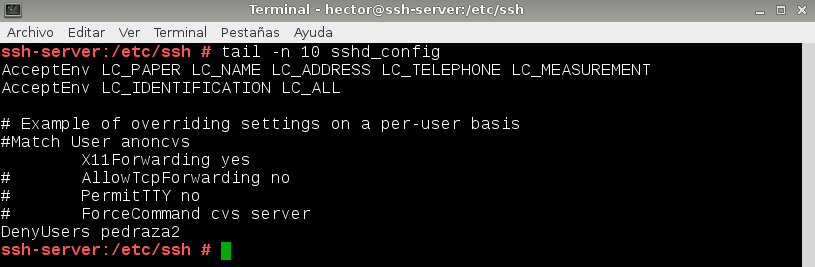 Terminal - hector@ssh-server:/etc/ssh
Archivo Editar Ver Terminal Pestañas Ayuda
ssh-server:/etc/ssh # tail -n 10 sshd_config
AcceptEnv LC_PAPER LC_NAME LC_ADDRESS LC_TELEPHONE LC_MEASUREMENT
AcceptEnv LC_IDENTIFICATION LC_ALL
# Example of overriding settings on a per-user basis
#Match User anoncvs
        X11Forwarding yes
#       AllowTcpForwarding no
#       PermitTTY no
#       ForceCommand cvs server
DenyUsers pedraza2
ssh-server:/etc/ssh #